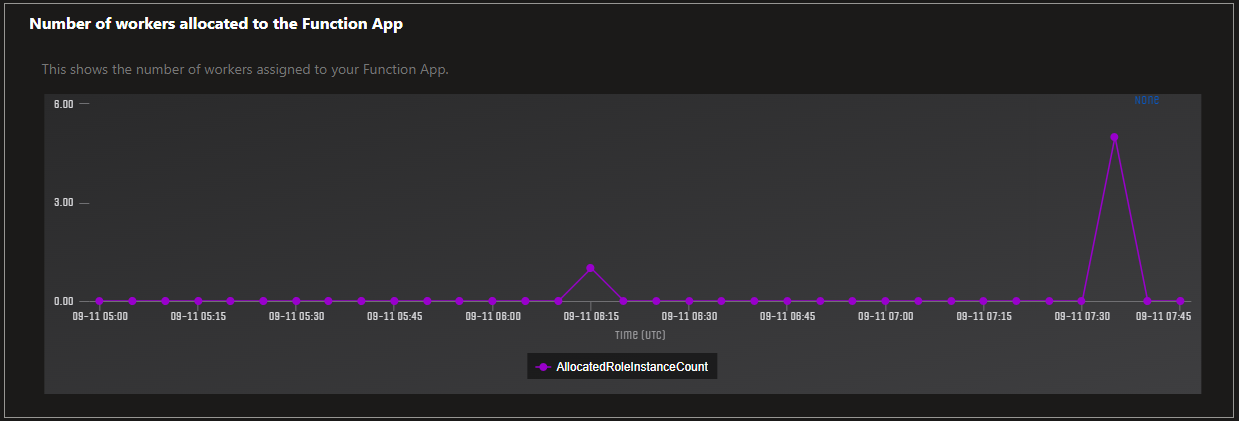 Number of workers allocated to the Function App
This shows the number of workers assigned to your Function App.
6.00
None
3.00
0.00
09-11 05:00 09-11 05:15 09-11 05:30 09-11 05:45 09-11 06:00 09-11 06:15 09-11 06:30 09-11 06:45 09-11 07:00 09-11 07:15 09-11 07:30 09-11 07:45
Time (UTC)
AllocatedRoleInstanceCount